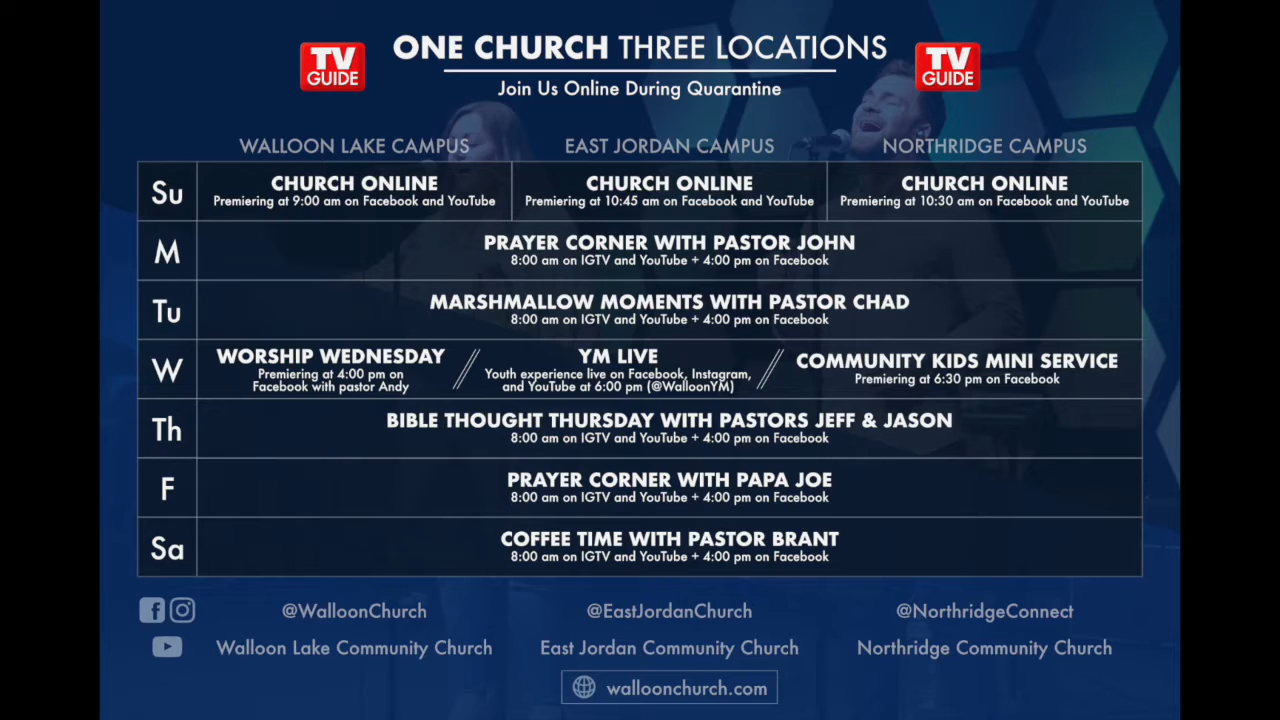 TV GUIDE
ONE CHURCH THREE LOCATIONS
TV GUIDE
Join Us Online During Quarantine
WALLOON LAKE CAMPUS EAST JORDAN CAMPUS NORTHRIDGE CAMPUS
Su
CHURCH ONLINE
Premiering at 9:00 am on Facebook and YouTube
CHURCH ONLINE
Premiering at 10:45 am on Facebook and YouTube
CHURCH ONLINE
Premiering at 10:30 am on Facebook and YouTube
M
PRAYER CORNER WITH PASTOR JOHN
8:00 am on IGTV and YouTube + 4:00 pm on Facebook
Tu
MARSHMALLOW MOMENTS WITH PASTOR CHAD
8:00 am on IGTV and YouTube + 4:00 pm on Facebook
W
WORSHIP WEDNESDAY
Premiering at 4:00 pm on
Facebook with pastor Andy
YM LIVE
Youth experience live on Facebook, Instagram,
and YouTube at 6:00 pm (@WalloonYM)
COMMUNITY KIDS MINI SERVICE
Premiering at 6:30 pm on Facebook
Th
BIBLE THOUGHT THURSDAY WITH PASTORS JEFF & JASON
8:00 am on IGTV and YouTube + 4:00 pm on Facebook
F
PRAYER CORNER WITH PAPA JOE
8:00 am on IGTV and YouTube + 4:00 pm on Facebook
Sa
COFFEE TIME WITH PASTOR BRANT
8:00 am on IGTV and YouTube + 4:00 pm on Facebook
@WalloonChurch @EastJordanChurch @NorthridgeConnect
Walloon Lake Community Church East Jordan Community Church Northridge Community Church
walloonchurch.com